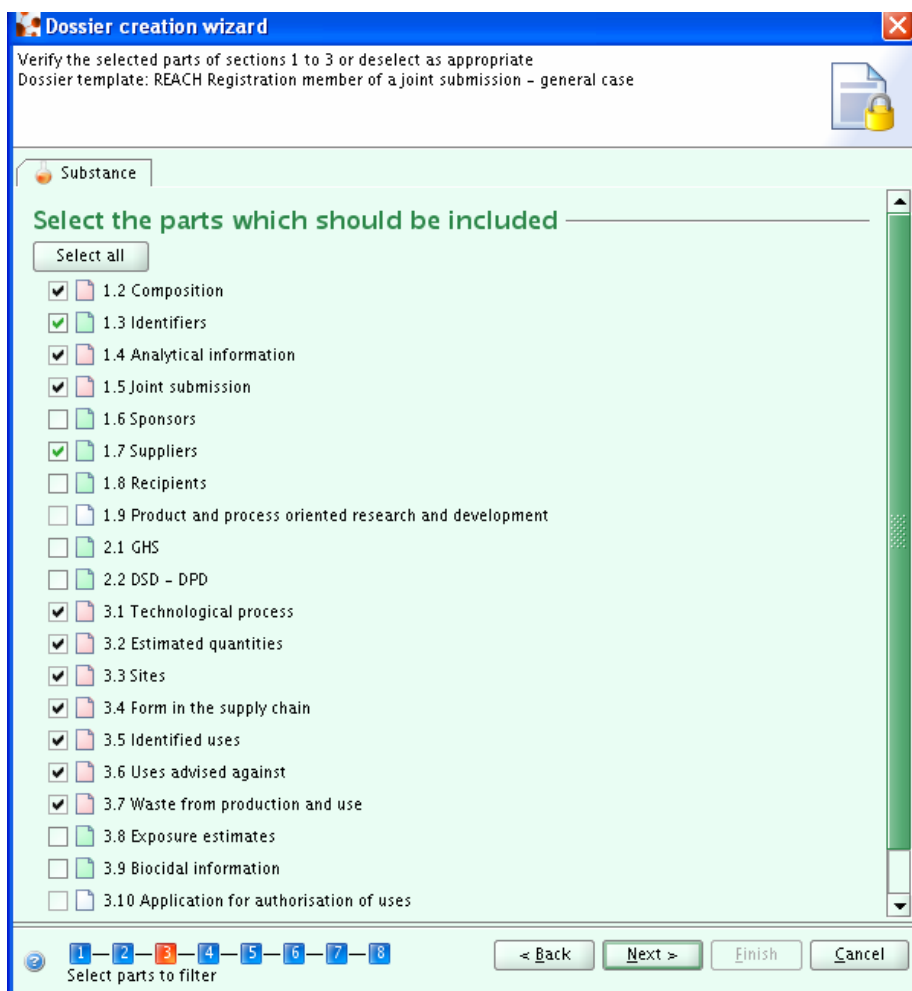 Dossier creation wizard
Verify the selected parts of sections 1 to 3 or deselect as appropriate
Dossier template: REACH Registration member of a joint submission – general case
Substance
Select the parts which should be included
Select all
1.2 Composition
1.3 Identifiers
1.4 Analytical information
1.5 Joint submission
1.6 Sponsors
1.7 Suppliers
1.8 Recipients
1.9 Product and process oriented research and development
2.1 GHS
2.2 DSD – DPD
3.1 Technological process
3.2 Estimated quantities
3.3 Sites
3.4 Form in the supply chain
3.5 Identified uses
3.6 Uses advised against
3.7 Waste from production and use
3.8 Exposure estimates
3.9 Biocidal information
3.10 Application for authorisation of uses
1 2 3 4 5 6 7 8
Select parts to filter
< Back Next > Finish Cancel